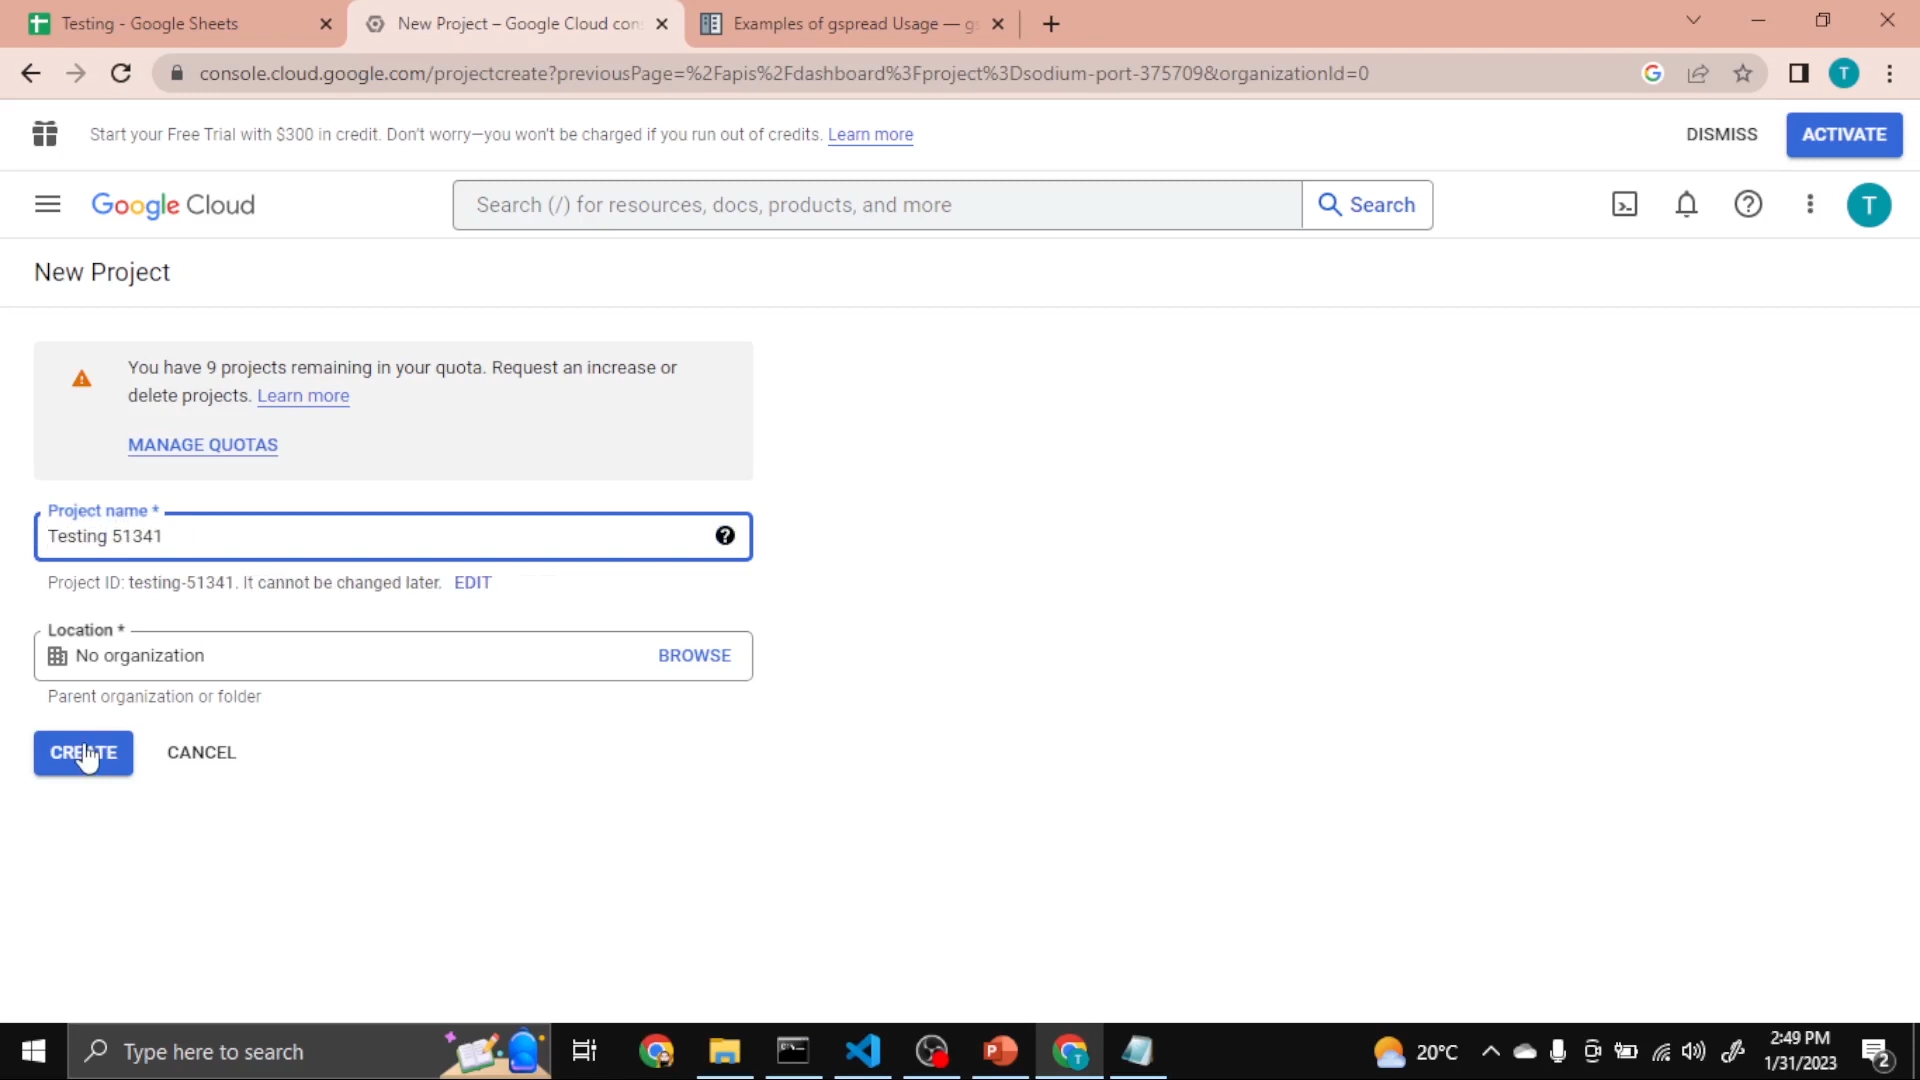 Testing - Google Sheets
New Project – Google Cloud con
Examples of gspread Usage — g
console.cloud.google.com/projectcreate?previousPage=%2Fapis%2Fdashboard%3Fproject%3Dsodium-port-375709&organizationId=0
T
Start your Free Trial with $300 in credit. Don't worry—you won't be charged if you run out of credits. Learn more
DISMISS
ACTIVATE
Google Cloud
Search (/) for resources, docs, products, and more
Search
T
New Project
You have 9 projects remaining in your quota. Request an increase or
delete projects. Learn more
MANAGE QUOTAS
Project name *
Testing 51341
Project ID: testing-51341. It cannot be changed later. EDIT
Location *
No organization
BROWSE
Parent organization or folder
CREATE
CANCEL
Type here to search
20°C
2:49 PM
1/31/2023
2